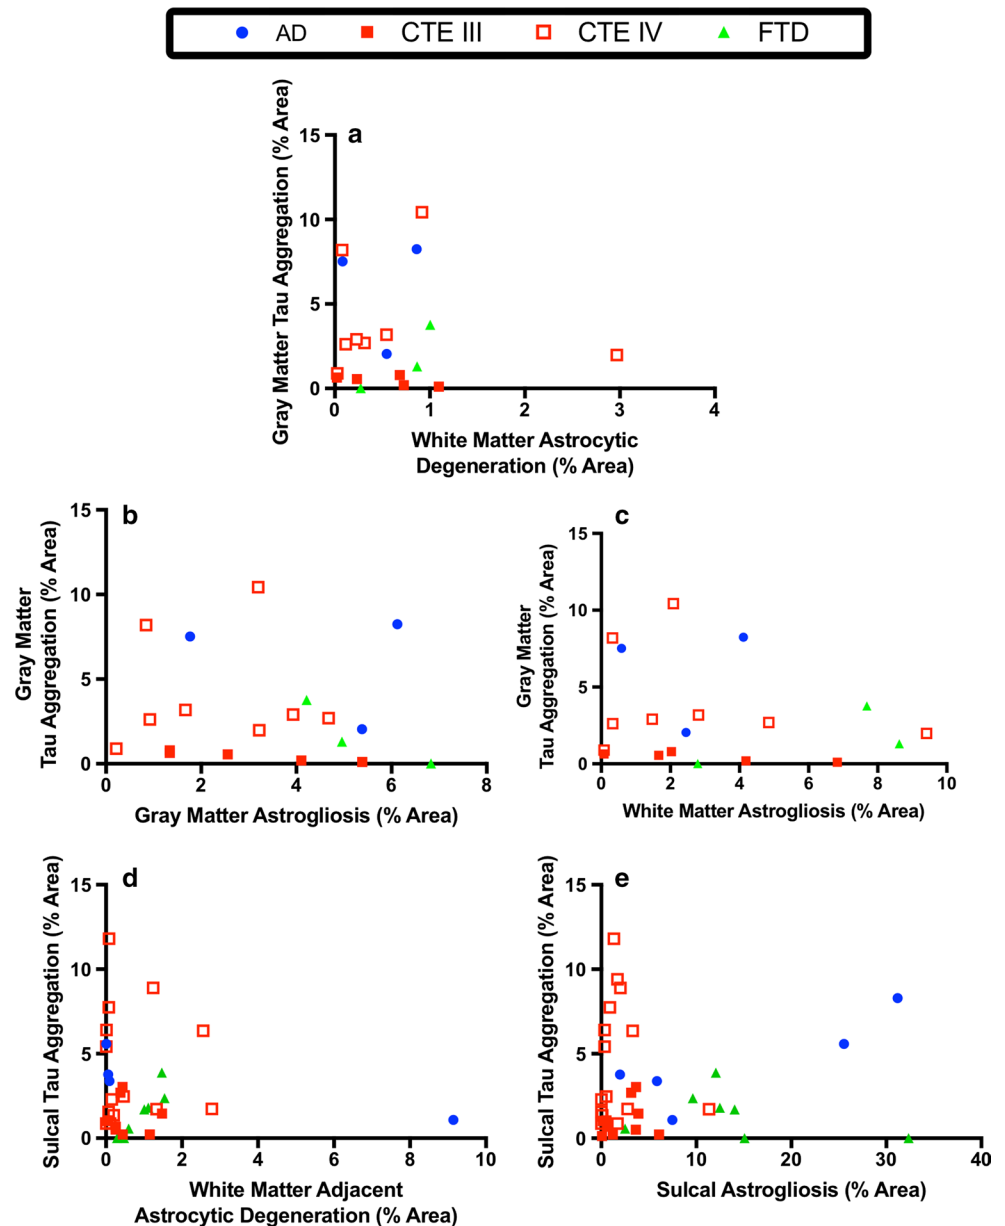 AD CTE III CTE IV FTD
a
Gray Matter Tau Aggregation (% Area)
15
10
5
0
0 1 2 3 4
White Matter Astrocytic
Degeneration (% Area)
b
Gray Matter
Tau Aggregation (% Area)
15
10
5
0
0 2 4 6 8
Gray Matter Astrogliosis (% Area)
c
Gray Matter
Tau Aggregation (% Area)
15
10
5
0
0 2 4 6 8 10
White Matter Astrogliosis (% Area)
d
Sulcal Tau Aggregation (% Area)
15
10
5
0
0 2 4 6 8 10
White Matter Adjacent
Astrocytic Degeneration (% Area)
e
Sulcal Tau Aggregation (% Area)
15
10
5
0
0 10 20 30 40
Sulcal Astrogliosis (% Area)